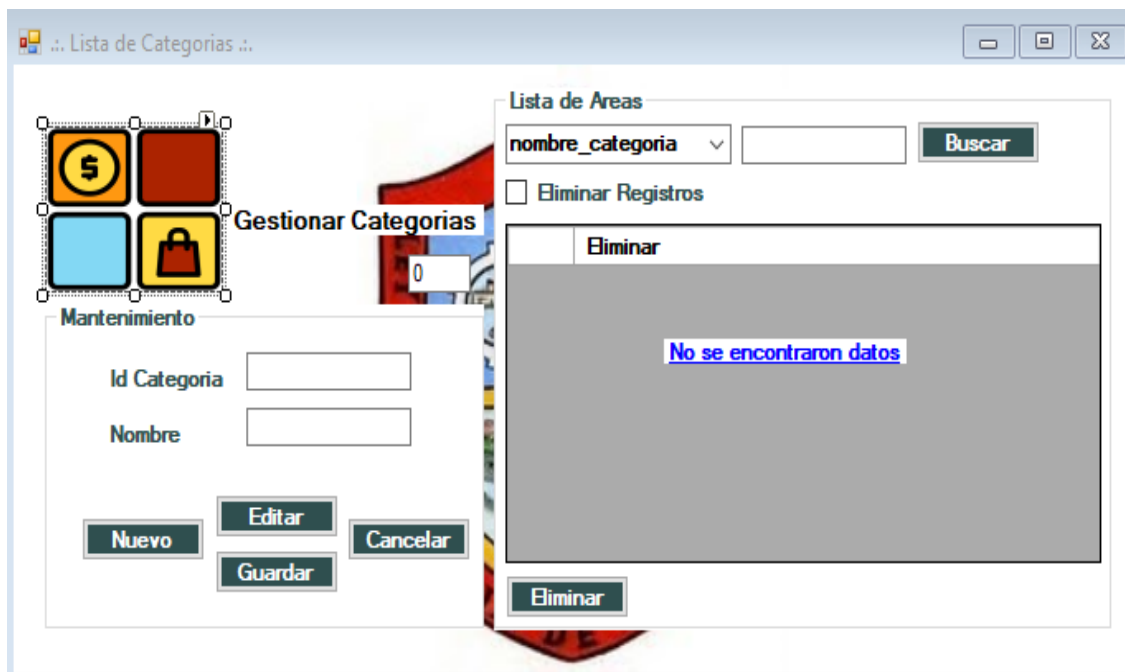 .:. Lista de Categorias .:.
Lista de Areas
nombre_categoria
Buscar
Eliminar Registros
$
Gestionar Categorias
0
Eliminar
No se encontraron datos
Mantenimiento
Id Categoria
Nombre
Nuevo
Editar
Guardar
Cancelar
Eliminar
DE